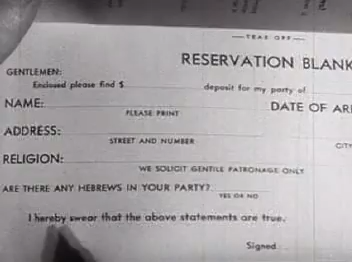 — TEAR OFF —
RESERVATION BLANK
GENTLEMEN:
Enclosed please find $ deposit for my party of
NAME: DATE OF AR
PLEASE PRINT
ADDRESS:
STREET AND NUMBER CITY
RELIGION:
WE SOLICIT GENTILE PATRONAGE ONLY
ARE THERE ANY HEBREWS IN YOUR PARTY?
YES OR NO
I hereby swear that the above statements are true.
Signed